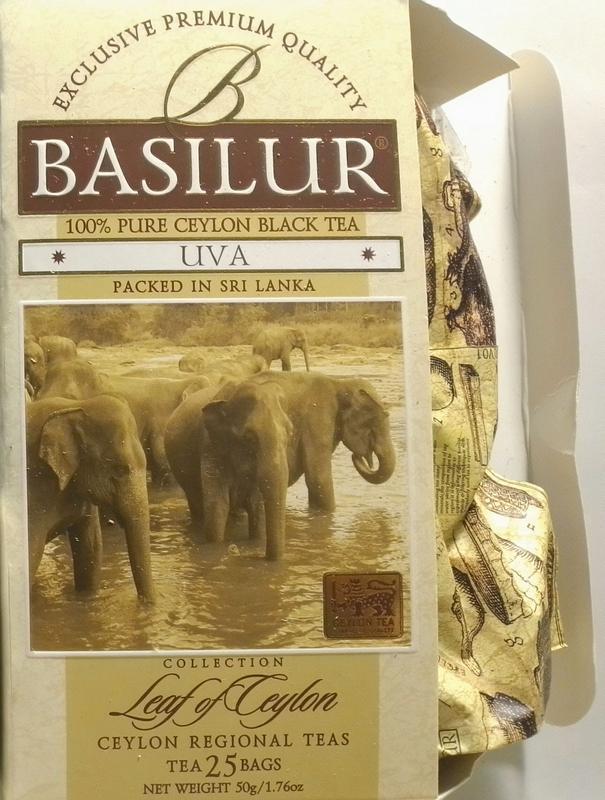 EXCLUSIVE PREMIUM QUALITY
B
BASILUR®
100% PURE CEYLON BLACK TEA
UVA
PACKED IN SRI LANKA
CEYLON TEA
COLLECTION
Leaf of Ceylon
CEYLON REGIONAL TEAS
TEA 25 BAGS
NET WEIGHT 50g/1.76oz